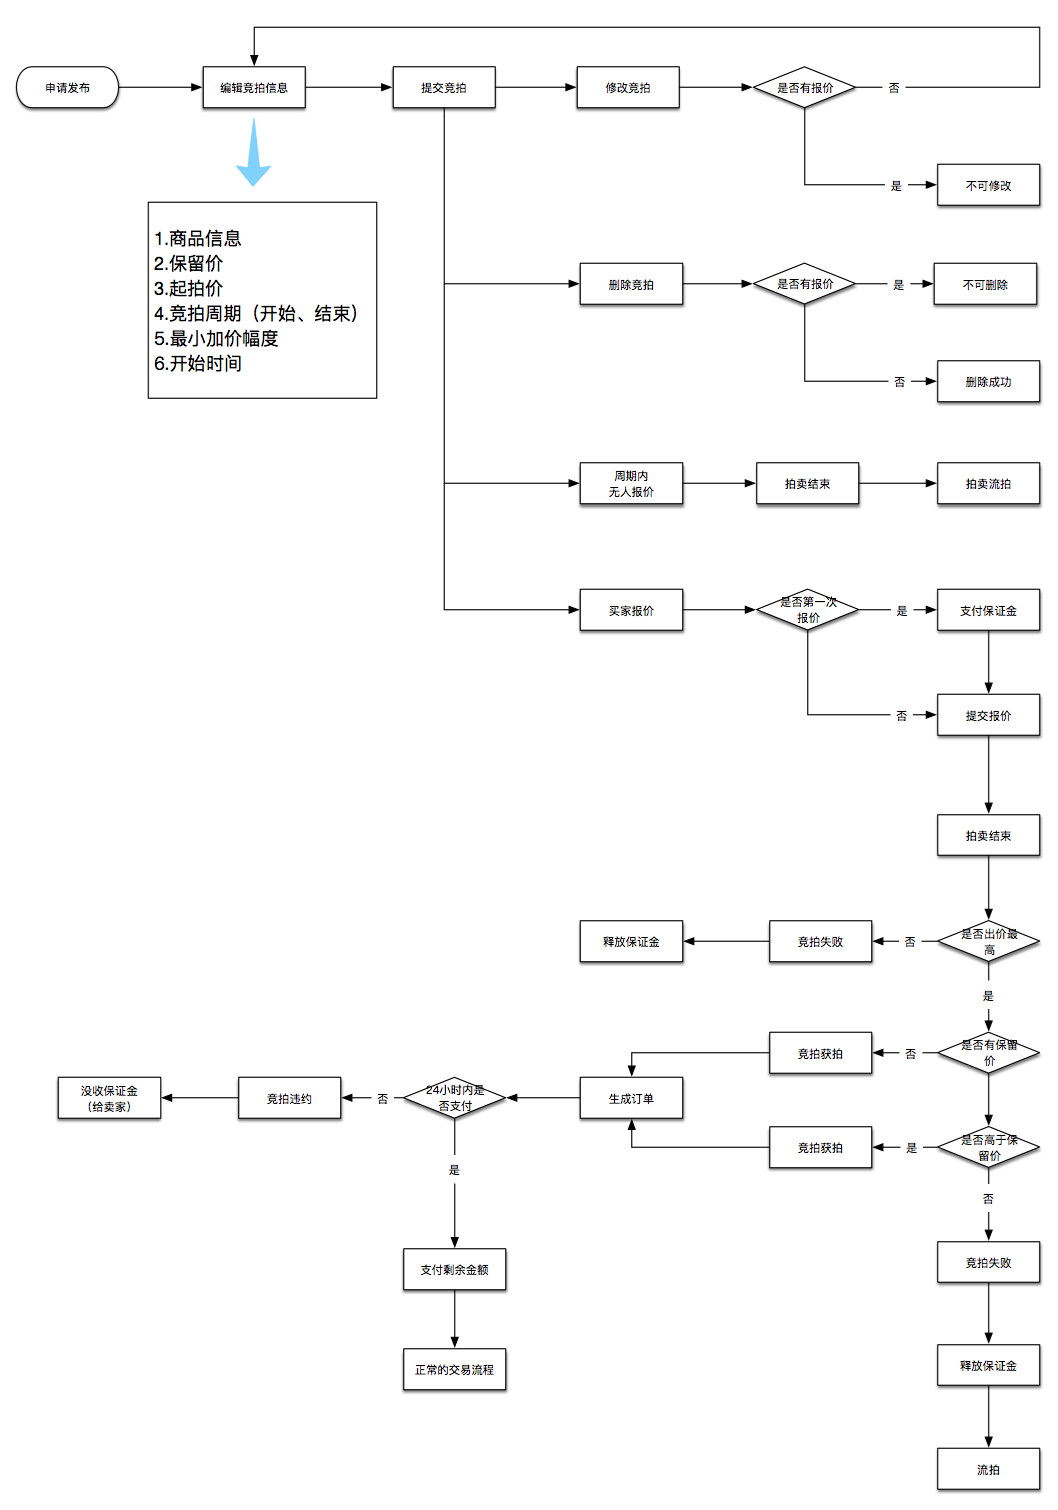 申请发布
编辑竞拍信息
提交竞拍
修改竞拍
是否有报价
否
是
不可修改
1.商品信息
2.保留价
3.起拍价
4.竞拍周期（开始、结束）
5.最小加价幅度
6.开始时间
删除竞拍
是否有报价
是
不可删除
否
删除成功
周期内
无人报价
拍卖结束
拍卖流拍
买家报价
是否第一次
报价
是
支付保证金
否
提交报价
拍卖结束
是否出价最
高
否
竞拍失败
释放保证金
是
是否有保留
价
否
竞拍获拍
生成订单
24小时内是
否支付
否
竞拍违约
没收保证金
（给卖家）
是否高于保
留价
是
竞拍获拍
是
否
支付剩余金额
竞拍失败
正常的交易流程
释放保证金
流拍